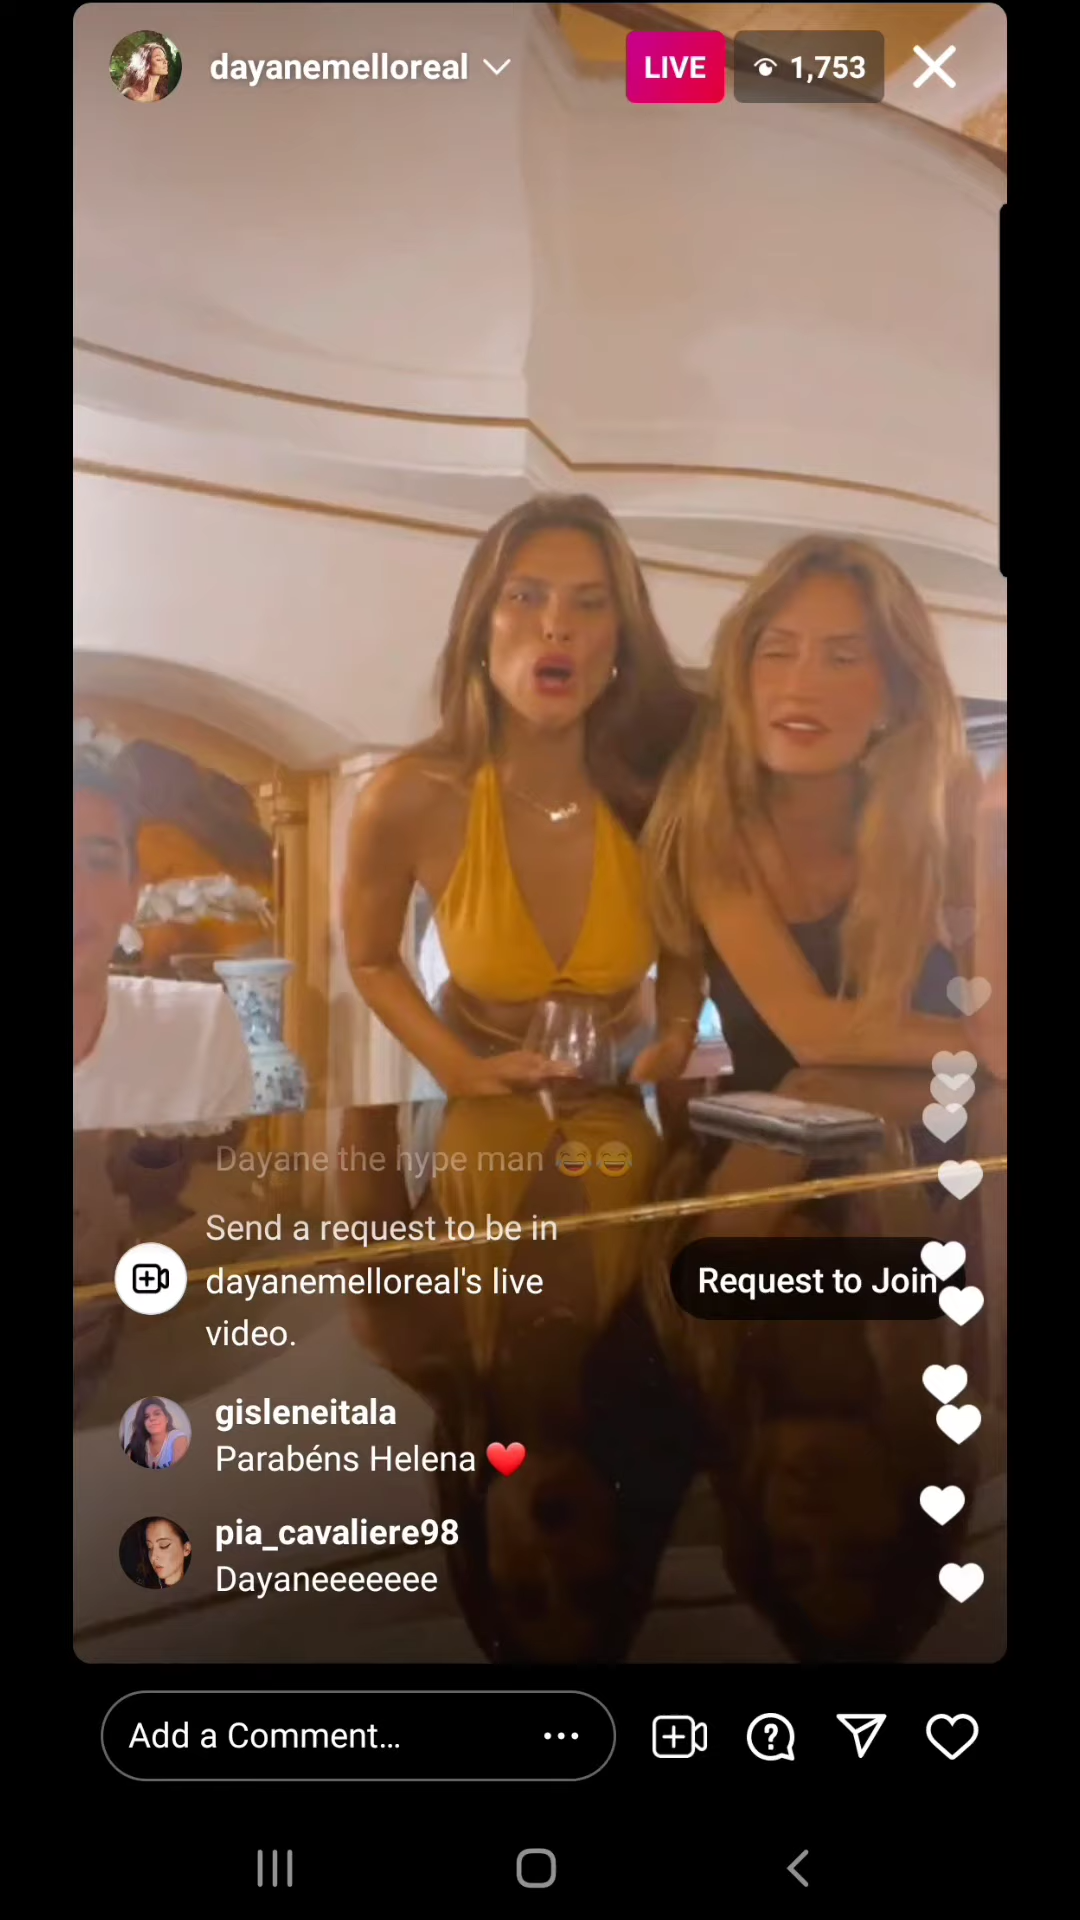 dayanemelloreal
LIVE
1,753
Dayane the hype man 😂😂
Send a request to be in
dayanemelloreal's live
video.
Request to Join
gisleneitala
Parabéns Helena ❤️
pia_cavaliere98
Dayaneeeeeee
Add a Comment...